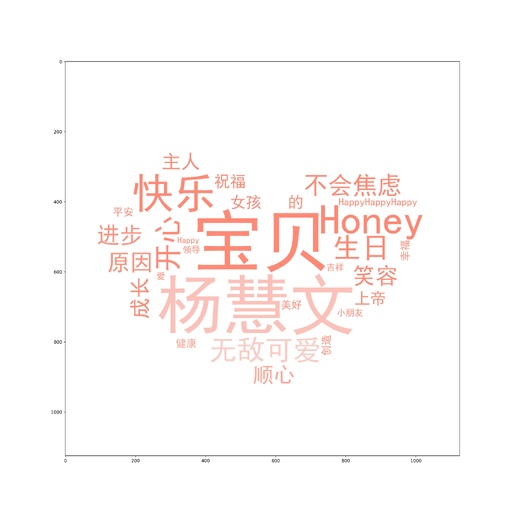 0
200
400
600
800
1000
主人
快乐
祝福
不会焦虑
女孩
的
HappyHappyHappy
平安
宝贝
Honey
进步
开心
Happy
领导
生日
幸福
原因
爱
吉祥
笑容
成长
杨慧文
美好
上帝
小朋友
健康
无敌可爱
创造
顺心
0
200
400
600
800
1000